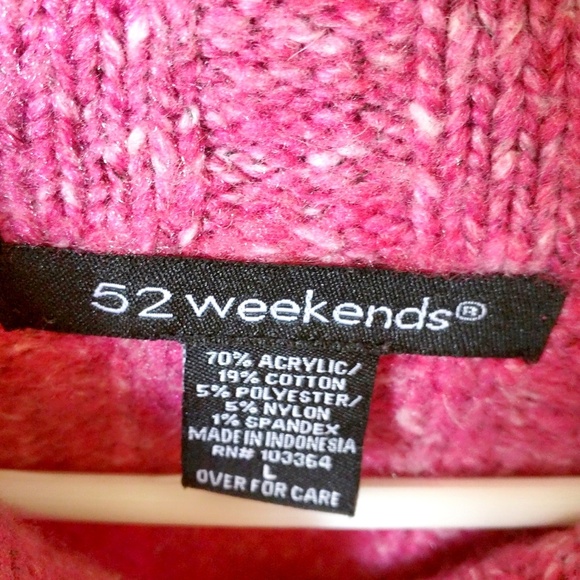 52 weekends®
70% ACRYLIC/
19% COTTON
5% POLYESTER/
5% NYLON
1% SPANDEX
MADE IN INDONESIA
RN# 103364
L
OVER FOR CARE